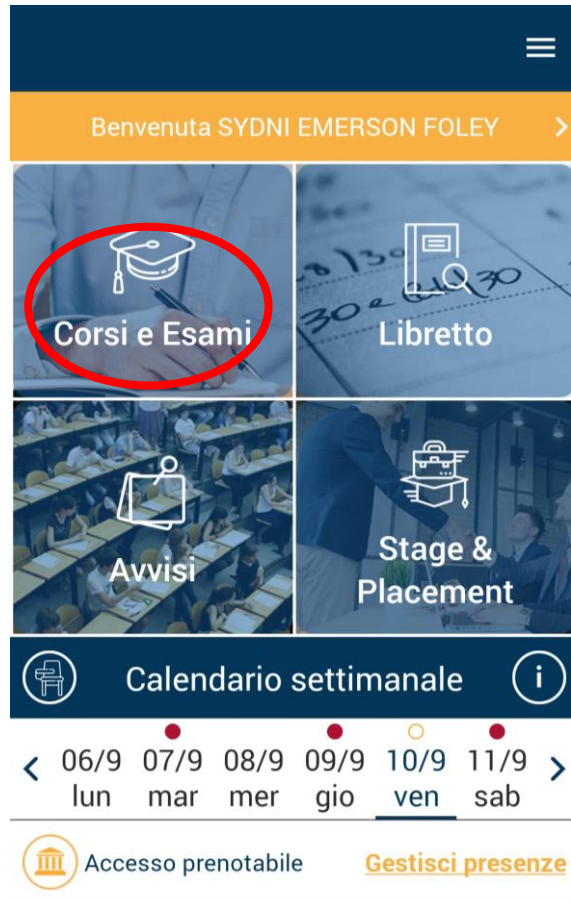 Benvenuta SYDNI EMERSON FOLEY
Corsi e Esami
Libretto
Avvisi
Stage &
Placement
Calendario settimanale
i
06/9 07/9 08/9 09/9 10/9 11/9
lun mar mer gio ven sab
Accesso prenotabile Gestisci presenze